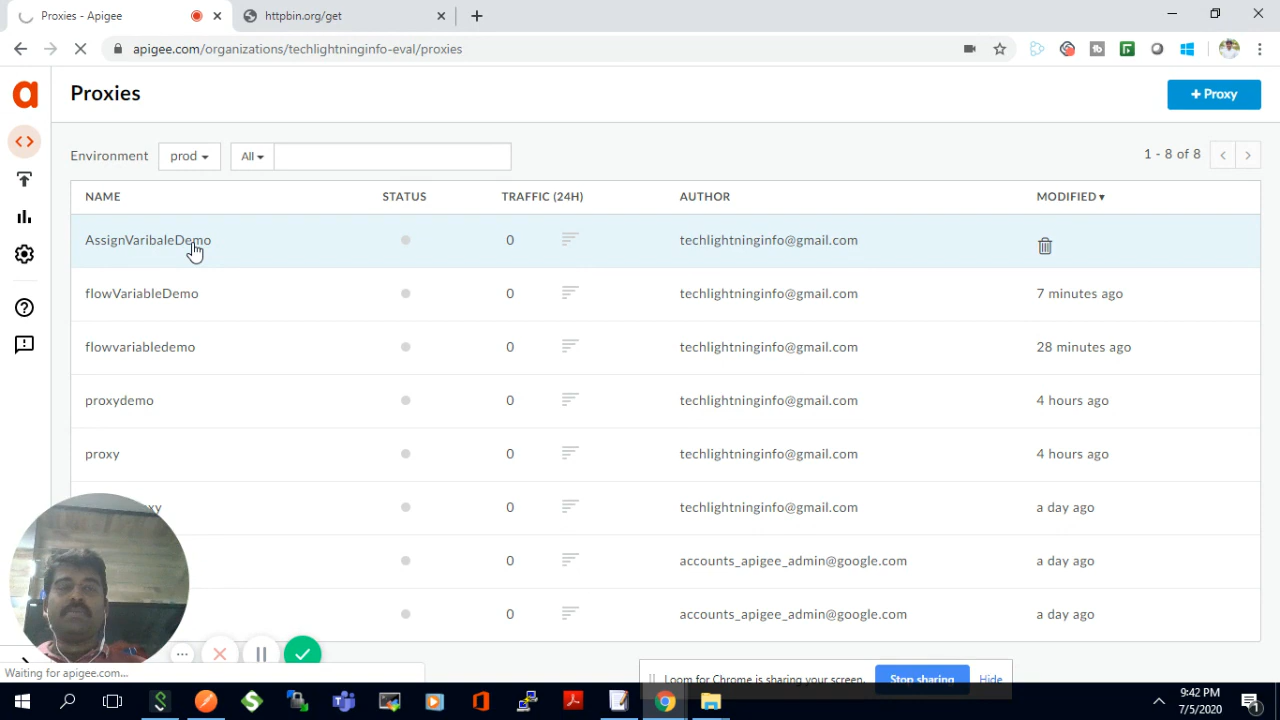 Proxies - Apigee
httpbin.org/get
apigee.com/organizations/techlightninginfo-eval/proxies
Proxies
+ Proxy
Environment
prod
All
1 - 8 of 8
NAME STATUS TRAFFIC (24H) AUTHOR MODIFIED
AssignVaribaleDemo 0 techlightninginfo@gmail.com
flowVariableDemo 0 techlightninginfo@gmail.com 7 minutes ago
flowvariabledemo 0 techlightninginfo@gmail.com 28 minutes ago
proxydemo 0 techlightninginfo@gmail.com 4 hours ago
proxy 0 techlightninginfo@gmail.com 4 hours ago
0 techlightninginfo@gmail.com a day ago
0 accounts_apigee_admin@google.com a day ago
0 accounts_apigee_admin@google.com a day ago
Waiting for apigee.com...
Loom for Chrome is sharing your screen.
Stop sharing
Hide
9:42 PM
7/5/2020